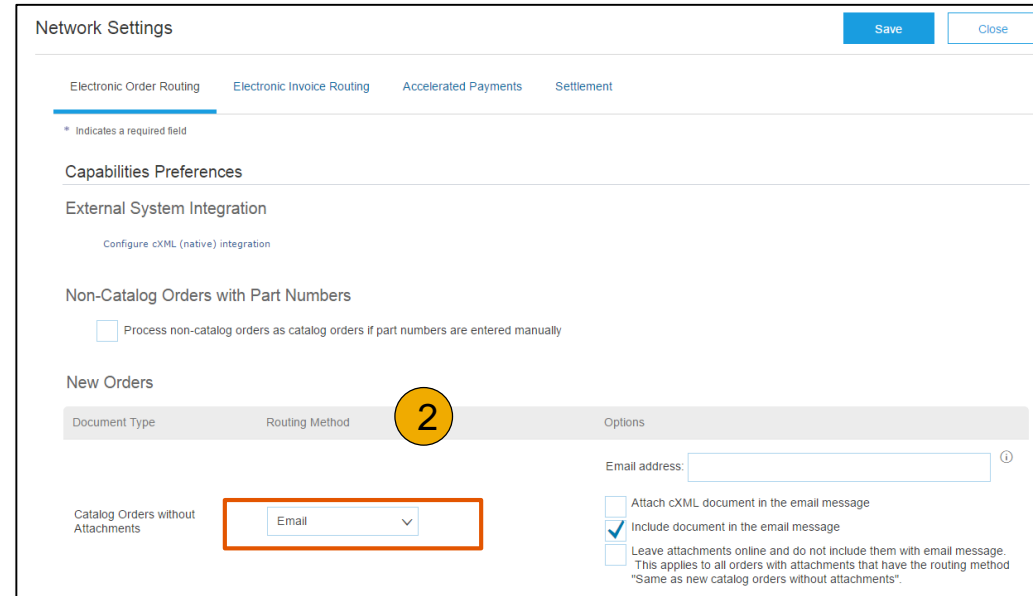 Network Settings
Save
Close
Electronic Order Routing
Electronic Invoice Routing
Accelerated Payments
Settlement
* Indicates a required field
Capabilities Preferences
External System Integration
Configure cXML (native) integration
Non-Catalog Orders with Part Numbers
Process non-catalog orders as catalog orders if part numbers are entered manually
New Orders
2
Document Type
Routing Method
Options
Email address:
Catalog Orders without
Attachments
Email
Attach cXML document in the email message
Include document in the email message
Leave attachments online and do not include them with email message.
This applies to all orders with attachments that have the routing method
"Same as new catalog orders without attachments".